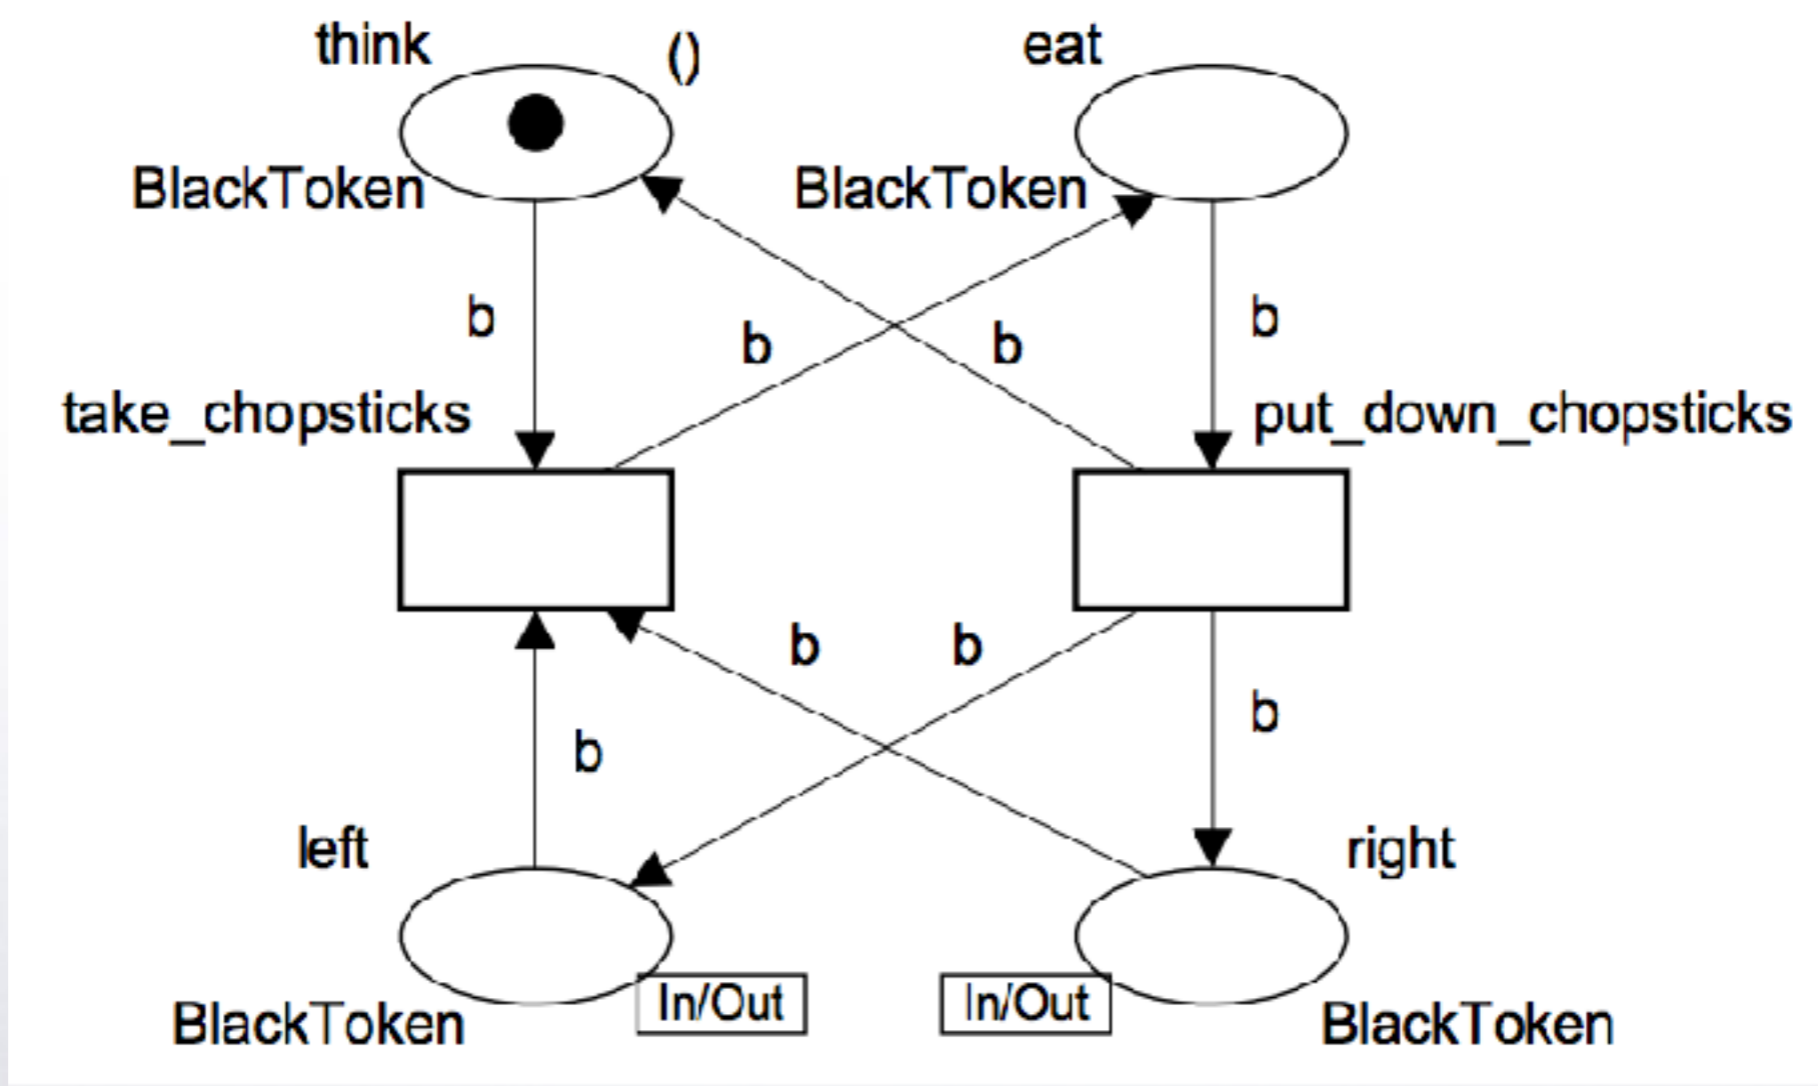 think () eat
BlackToken BlackToken
b b b b
take_chopsticks put_down_chopsticks
b b
b b
left right
In/Out In/Out
BlackToken BlackToken